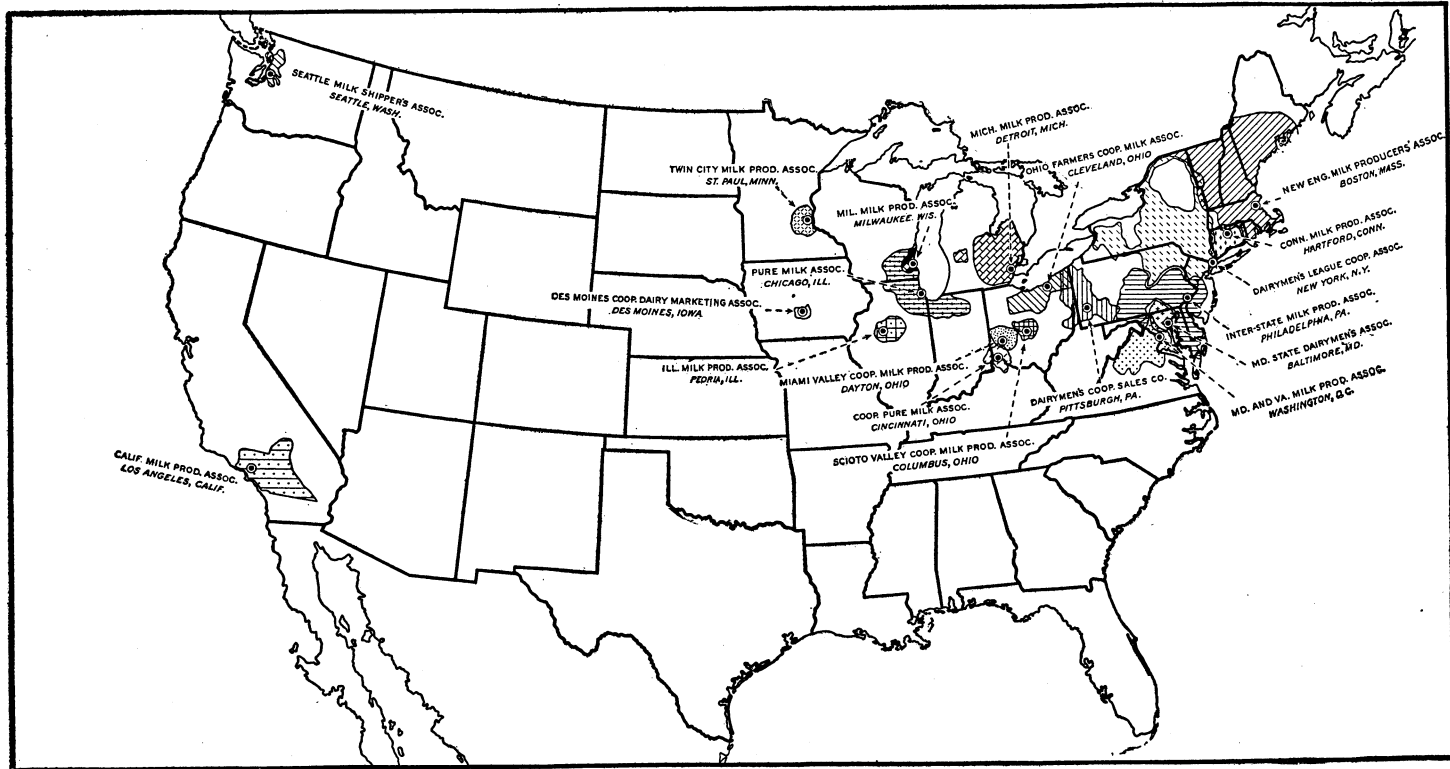 SEATTLE MILK SHIPPER'S ASSOC.
SEATTLE, WASH.
MICH. MILK PROD. ASSOC.
DETROIT, MICH.
OHIO FARMERS COOP. MILK ASSOC.
CLEVELAND, OHIO
TWIN CITY MILK PROD. ASSOC.
ST. PAUL, MINN.
NEW ENG. MILK PRODUCERS' ASSOC.
BOSTON, MASS.
MIL. MILK PROD. ASSOC.
MILWAUKEE. WIS.
CONN. MILK PROD. ASSOC.
HARTFORD, CONN.
PURE MILK ASSOC.
CHICAGO, ILL.
DAIRYMEN'S LEAGUE COOP. ASSOC.
NEW YORK, N.Y.
DES MOINES COOP. DAIRY MARKETING ASSOC.
DES MOINES, IOWA
INTER-STATE MILK PROD. ASSOC.
PHILADELPHIA, PA.
MD. STATE DAIRYMEN'S ASSOC.
BALTIMORE, MD.
ILL. MILK PROD. ASSOC.
PEORIA, ILL.
MIAMI VALLEY COOP. MILK PROD. ASSOC.
DAYTON, OHIO
DAIRYMEN'S COOP. SALES CO.
PITTSBURGH, PA.
MD. AND VA. MILK PROD. ASSOC.
WASHINGTON, D.C.
COOP. PURE MILK ASSOC.
CINCINNATI, OHIO
SCIOTO VALLEY COOP. MILK PROD. ASSOC.
COLUMBUS, OHIO
CALIF. MILK PROD. ASSOC.
LOS ANGELES, CALIF.